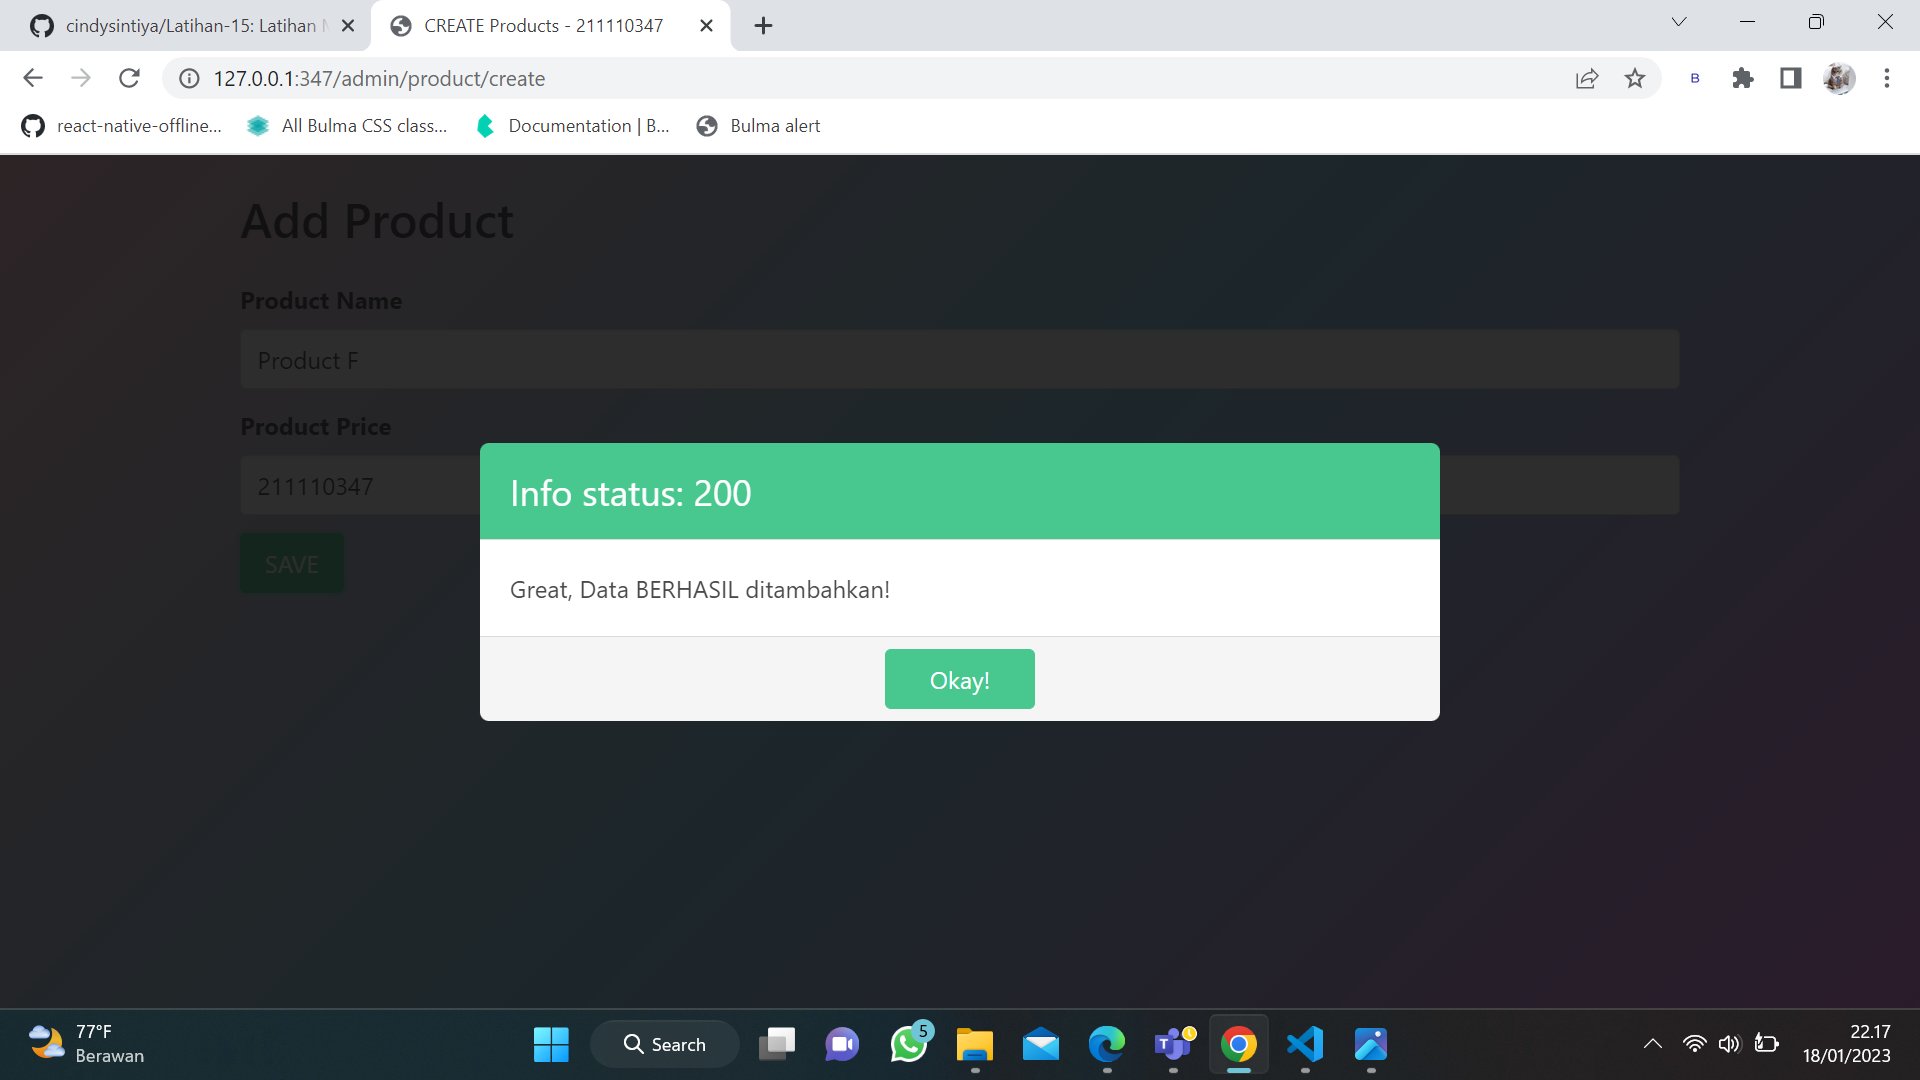 cindysintiya/Latihan-15: Latihan
CREATE Products - 211110347
127.0.0.1:347/admin/product/create
B
react-native-offline...
All Bulma CSS class...
Documentation | B...
Bulma alert
Add Product
Product Name
Product F
Product Price
211110347
SAVE
Info status: 200
Great, Data BERHASIL ditambahkan!
Okay!
77°F
Berawan
Search
5
T
22.17
18/01/2023